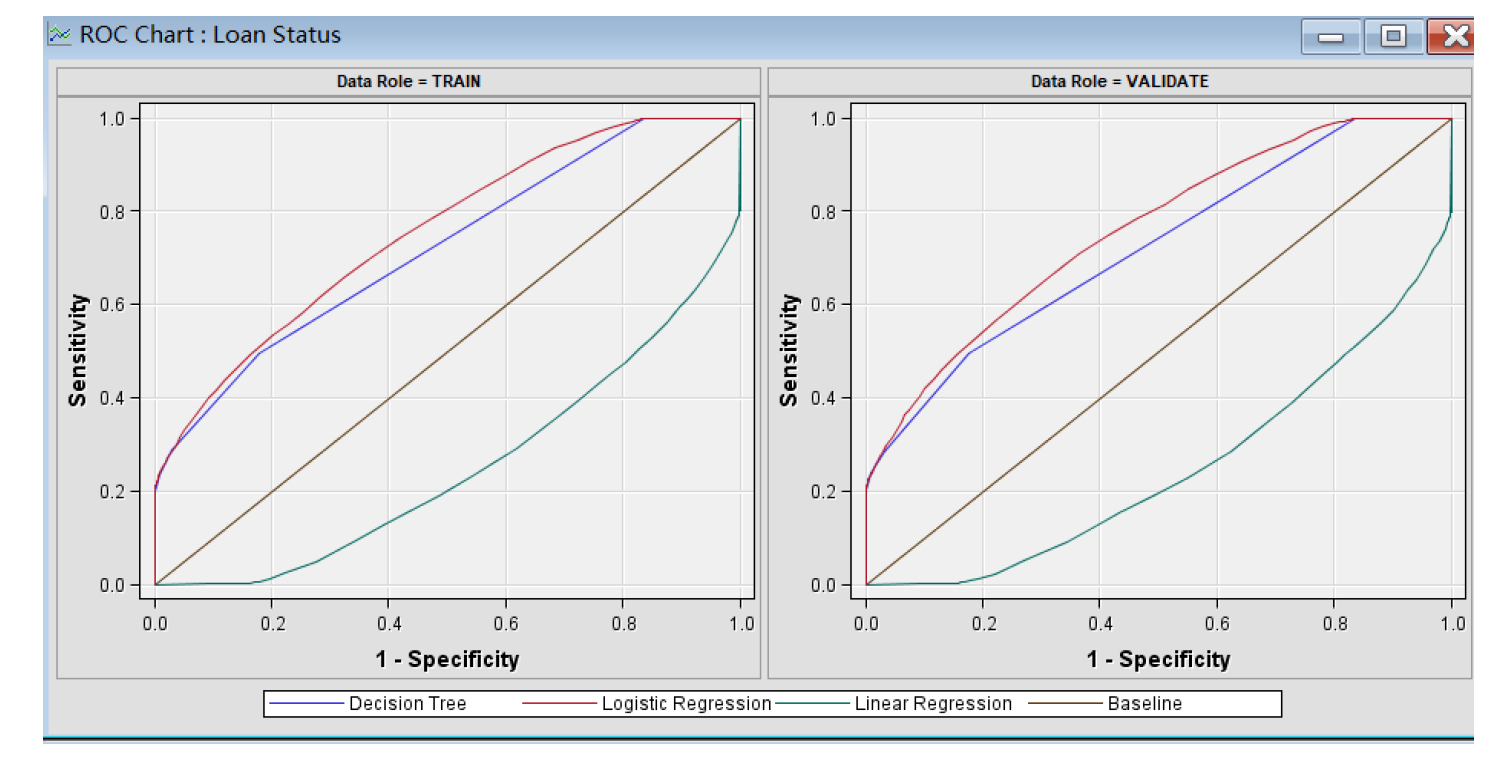 ROC Chart : Loan Status
Data Role = TRAIN
1.0
0.8
0.6
0.4
0.2
0.0
Sensitivity
0.0 0.2 0.4 0.6 0.8 1.0
1 - Specificity
Data Role = VALIDATE
1.0
0.8
0.6
0.4
0.2
0.0
Sensitivity
0.0 0.2 0.4 0.6 0.8 1.0
1 - Specificity
Decision Tree Logistic Regression Linear Regression Baseline